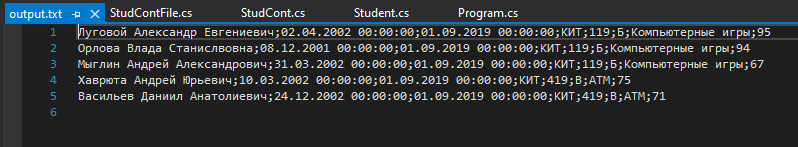 output.txt StudContFile.cs StudCont.cs Student.cs Program.cs
1 Луговой Александр Евгениевич;02.04.2002 00:00:00;01.09.2019 00:00:00;КИТ;119;Б;Компьютерные игры;95
2 Орлова Влада Станислвовна;08.12.2001 00:00:00;01.09.2019 00:00:00;КИТ;119;Б;Компьютерные игры;94
3 Мыглин Андрей Александрович;31.03.2002 00:00:00;01.09.2019 00:00:00;КИТ;119;Б;Компьютерные игры;67
4 Хаврюта Андрей Юрьевич;10.03.2002 00:00:00;01.09.2019 00:00:00;КИТ;419;В;АТМ;75
5 Васильев Даниил Анатолиевич;24.12.2002 00:00:00;01.09.2019 00:00:00;КИТ;419;В;АТМ;71
6